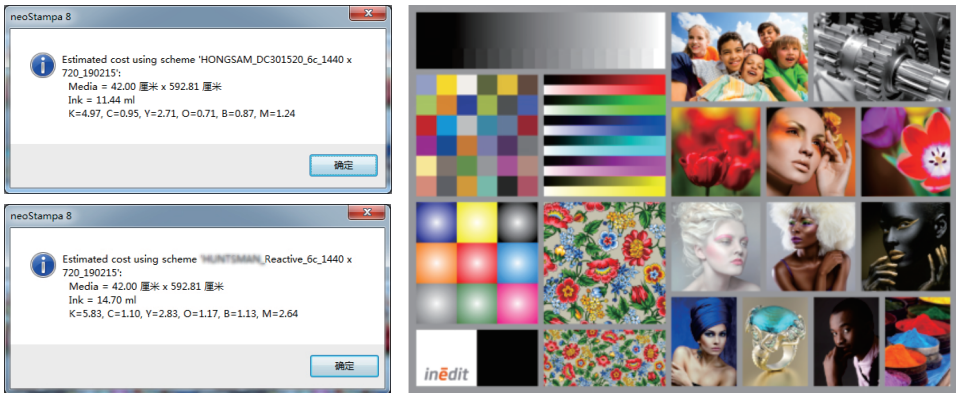 neoStampa 8
Estimated cost using scheme 'HONGSAM_DC301520_6c_1440 x
720_190215':
Media = 42.00 厘米 x 592.81 厘米
Ink = 11.44 ml
K=4.97, C=0.95, Y=2.71, O=0.71, B=0.87, M=1.24
确定
neoStampa 8
Estimated cost using scheme '_Reactive_6c_1440 x
720_190215':
Media = 42.00 厘米 x 592.81 厘米
Ink = 14.70 ml
K=5.83, C=1.10, Y=2.83, O=1.17, B=1.13, M=2.64
确定
inēdit